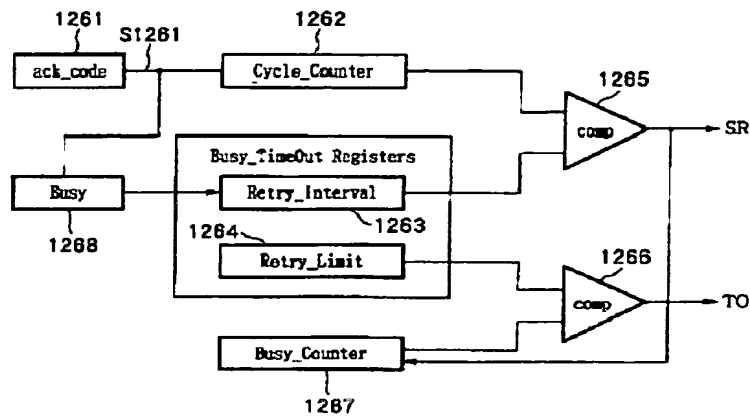 1261
S1261
1262
ack_code
Cycle_Counter
1265
comp
SR
Busy_TimeOut Registers
Busy
Retry_Interval
1268
1264
1263
Retry_Limit
1266
comp
TO
Busy_Counter
1267